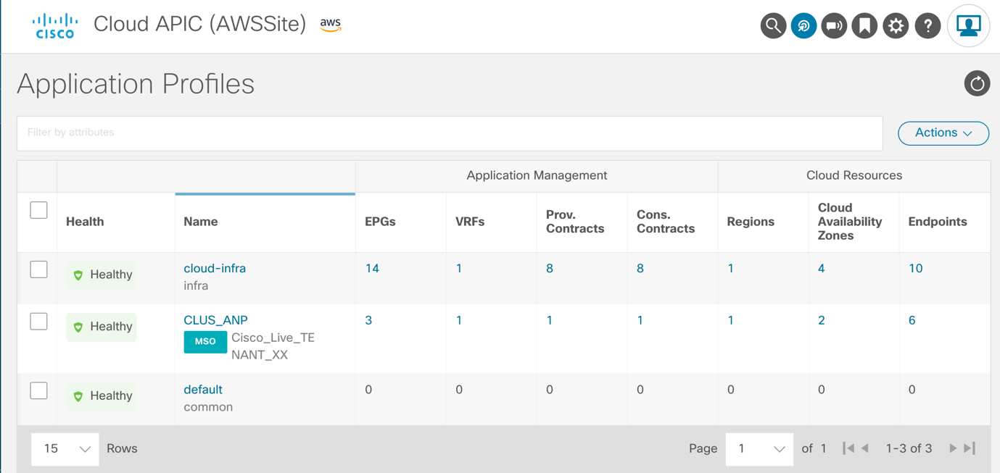 CISCO
Cloud APIC (AWSSite)
aws
?
Application Profiles
Filter by attributes
Actions
Application Management
Cloud Resources
Health
Name
EPGs
VRFs
Prov.
Contracts
Cons.
Contracts
Regions
Cloud
Availability
Zones
Endpoints
Healthy
cloud-infra
infra
14
1
8
8
1
4
10
Healthy
CLUS_ANP
MSO
Cisco_Live_TE
NANT_XX
3
1
1
1
1
2
6
Healthy
default
common
0
0
0
0
0
0
0
15
Rows
Page
1
of 1
1-3 of 3